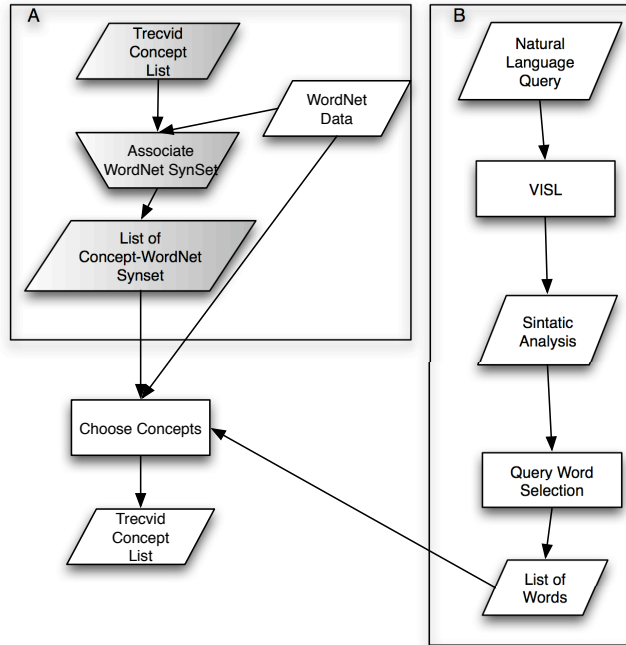 A
Trecvid
Concept
List
WordNet
Data
Associate
WordNet SynSet
List of
Concept-WordNet
Synset
Choose Concepts
Trecvid
Concept
List
B
Natural
Language
Query
VISL
Sintatic
Analysis
Query Word
Selection
List of
Words